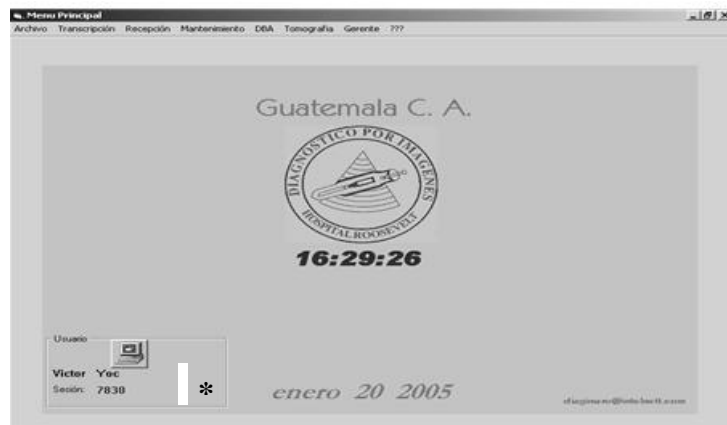 Menu Principal
Archivo Transcripción Recepción Mantenimiento DBA Tomografia Gerente ???
Guatemala C. A.
DIAGNOSTICO POR IMAGENES
HOSPITAL ROOSEVELT
16:29:26
Usuario
Victor Yoc
Sesión: 7830
*
enero 20 2005